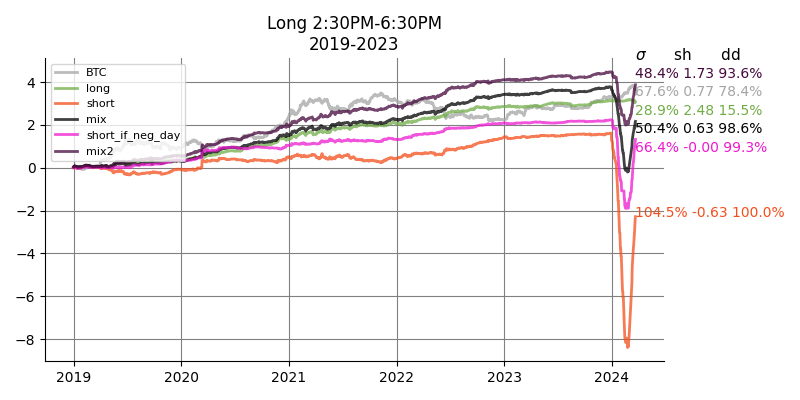 Long 2:30PM-6:30PM
2019-2023
σ sh dd
BTC
long
short
mix
short_if_neg_day
mix2
48.4% 1.73 93.6%
67.6% 0.77 78.4%
28.9% 2.48 15.5%
50.4% 0.63 98.6%
66.4% -0.00 99.3%
104.5% -0.63 100.0%
4
2
0
−2
−4
−6
−8
2019 2020 2021 2022 2023 2024